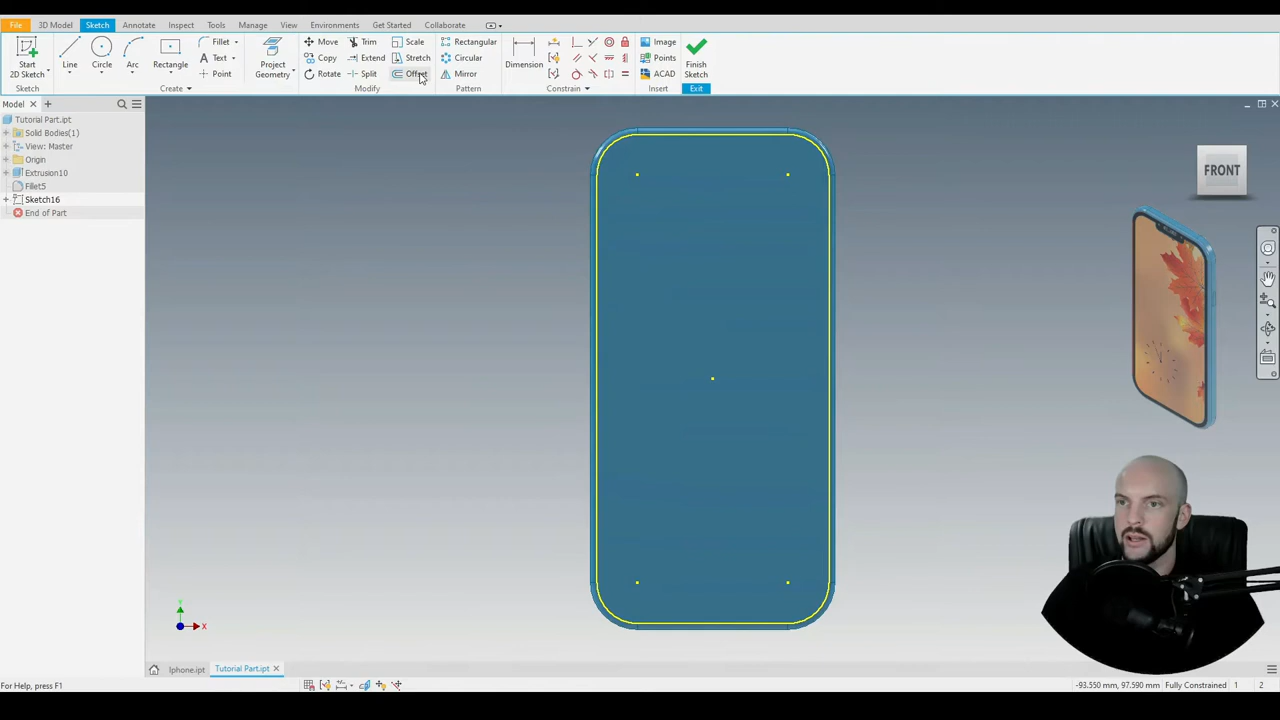 File 3D Model Sketch Annotate Inspect Tools Manage View Environments Get Started Collaborate
Fillet Move Trim Scale Rectangular Image
Text Copy Extend Stretch Circular Points
Start 2D Sketch Line Circle Arc Rectangle Point Project Geometry Rotate Split Offset Mirror Dimension ACAD Finish Sketch
Sketch Create Modify Pattern Constrain Insert Exit
Model
Tutorial Part.ipt
Solid Bodies(1)
View: Master
Origin
Extrusion10
Fillet5
Sketch16
End of Part
FRONT
Y
X
Iphone.ipt Tutorial Part.ipt
For Help, press F1
-93.550 mm, 97.590 mm Fully Constrained 1 2